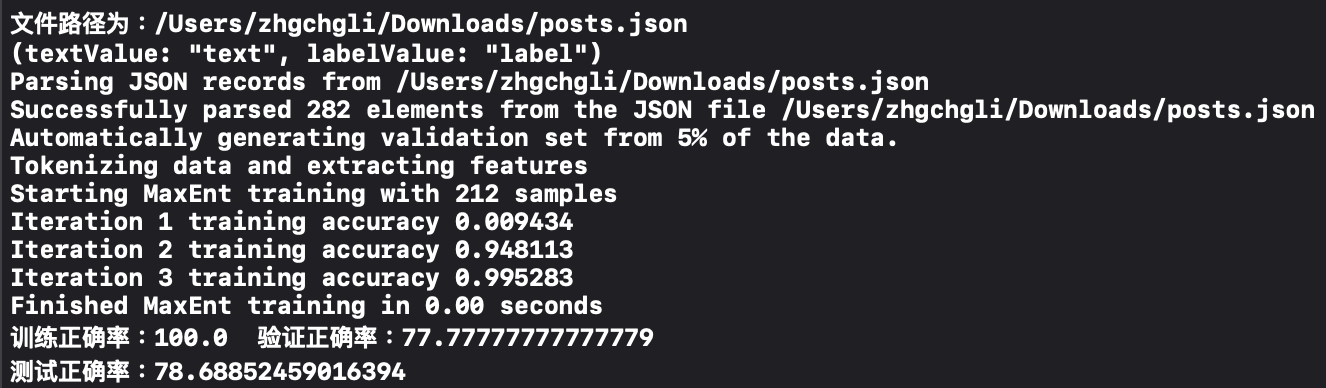 文件路径为：/Users/zhgchgli/Downloads/posts.json
(textValue: "text", labelValue: "label")
Parsing JSON records from /Users/zhgchgli/Downloads/posts.json
Successfully parsed 282 elements from the JSON file /Users/zhgchgli/Downloads/posts.json
Automatically generating validation set from 5% of the data.
Tokenizing data and extracting features
Starting MaxEnt training with 212 samples
Iteration 1 training accuracy 0.009434
Iteration 2 training accuracy 0.948113
Iteration 3 training accuracy 0.995283
Finished MaxEnt training in 0.00 seconds
训练正确率：100.0  验证正确率：77.77777777777779
测试正确率：78.68852459016394